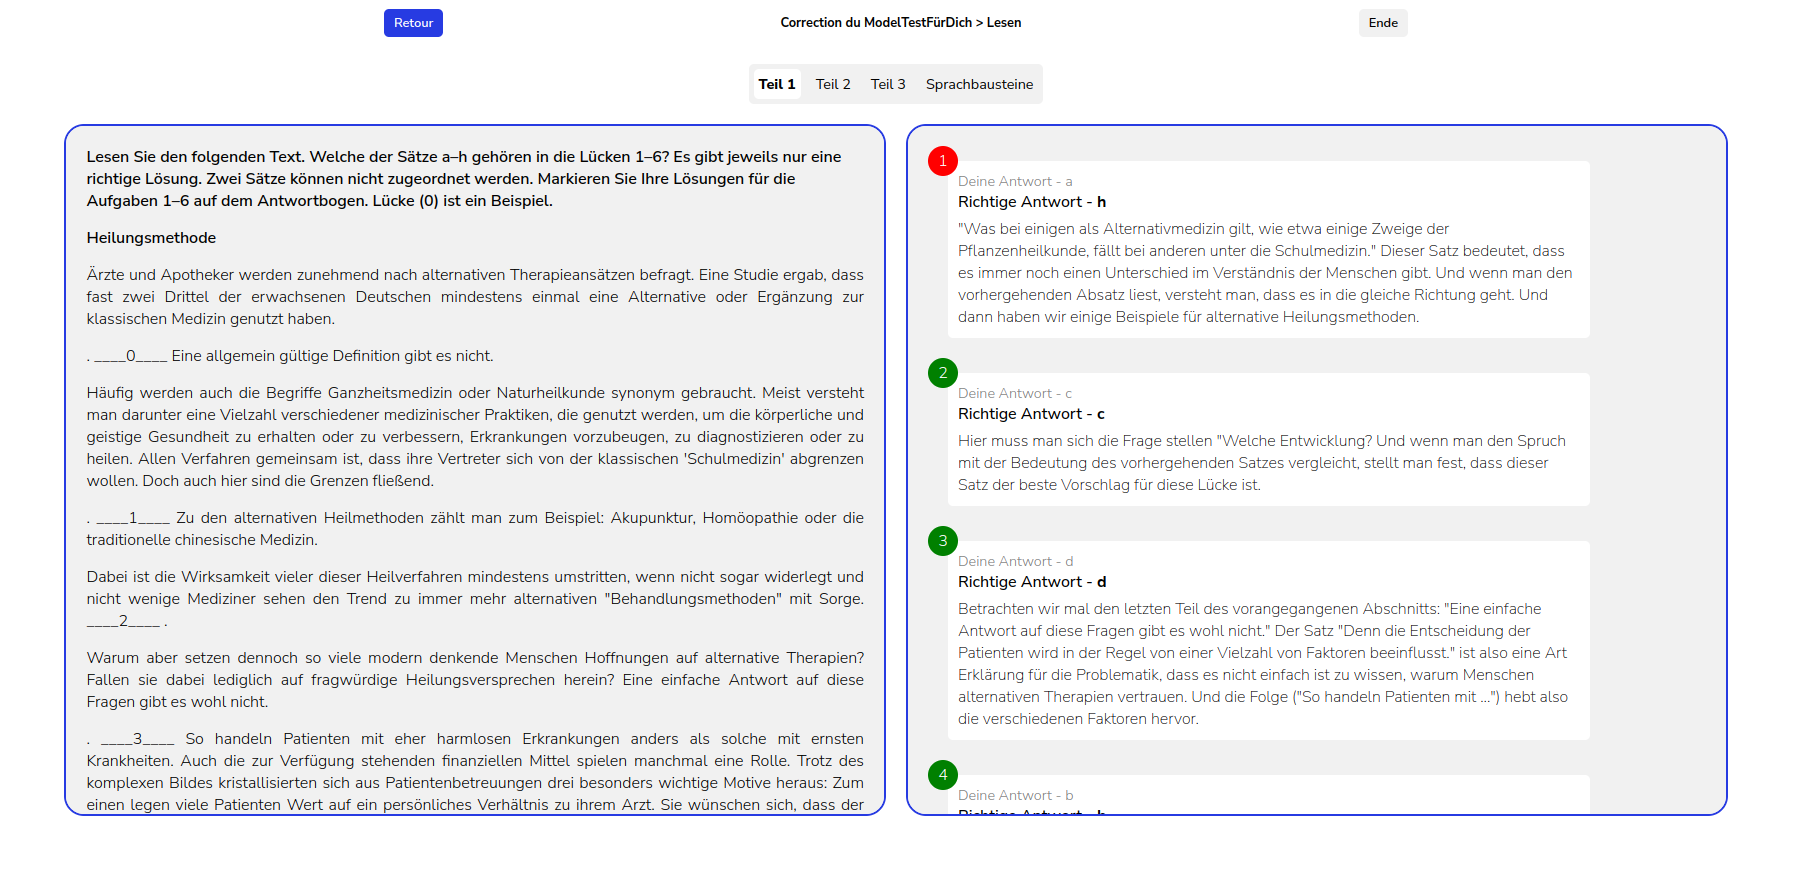 Retour
Correction du ModelTestFürDich > Lesen
Ende
Teil 1
Teil 2
Teil 3
Sprachbausteine
Lesen Sie den folgenden Text. Welche der Sätze a–h gehören in die Lücken 1–6? Es gibt jeweils nur eine
richtige Lösung. Zwei Sätze können nicht zugeordnet werden. Markieren Sie Ihre Lösungen für die
Aufgaben 1–6 auf dem Antwortbogen. Lücke (0) ist ein Beispiel.
Heilungsmethode
Ärzte und Apotheker werden zunehmend nach alternativen Therapieansätzen befragt. Eine Studie ergab, dass
fast zwei Drittel der erwachsenen Deutschen mindestens einmal eine Alternative oder Ergänzung zur
klassischen Medizin genutzt haben.
. ____0____ Eine allgemein gültige Definition gibt es nicht.
Häufig werden auch die Begriffe Ganzheitsmedizin oder Naturheilkunde synonym gebraucht. Meist versteht
man darunter eine Vielzahl verschiedener medizinischer Praktiken, die genutzt werden, um die körperliche und
geistige Gesundheit zu erhalten oder zu verbessern, Erkrankungen vorzubeugen, zu diagnostizieren oder zu
heilen. Allen Verfahren gemeinsam ist, dass ihre Vertreter sich von der klassischen 'Schulmedizin' abgrenzen
wollen. Doch auch hier sind die Grenzen fließend.
. ____1____ Zu den alternativen Heilmethoden zählt man zum Beispiel: Akupunktur, Homöopathie oder die
traditionelle chinesische Medizin.
Dabei ist die Wirksamkeit vieler dieser Heilverfahren mindestens umstritten, wenn nicht sogar widerlegt und
nicht wenige Mediziner sehen den Trend zu immer mehr alternativen "Behandlungsmethoden" mit Sorge.
____2____ .
Warum aber setzen dennoch so viele modern denkende Menschen Hoffnungen auf alternative Therapien?
Fallen sie dabei lediglich auf fragwürdige Heilungsversprechen herein? Eine einfache Antwort auf diese
Fragen gibt es wohl nicht.
. ____3____ So handeln Patienten mit eher harmlosen Erkrankungen anders als solche mit ernsten
Krankheiten. Auch die zur Verfügung stehenden finanziellen Mittel spielen manchmal eine Rolle. Trotz des
komplexen Bildes kristallisierten sich aus Patientenbetreuungen drei besonders wichtige Motive heraus: Zum
einen legen viele Patienten Wert auf ein persönliches Verhältnis zu ihrem Arzt. Sie wünschen sich, dass der
1
Deine Antwort - a
Richtige Antwort - h
"Was bei einigen als Alternativmedizin gilt, wie etwa einige Zweige der
Pflanzenheilkunde, fällt bei anderen unter die Schulmedizin." Dieser Satz bedeutet, dass
es immer noch einen Unterschied im Verständnis der Menschen gibt. Und wenn man den
vorhergehenden Absatz liest, versteht man, dass es in die gleiche Richtung geht. Und
dann haben wir einige Beispiele für alternative Heilungsmethoden.
2
Deine Antwort - c
Richtige Antwort - c
Hier muss man sich die Frage stellen "Welche Entwicklung? Und wenn man den Spruch
mit der Bedeutung des vorhergehenden Satzes vergleicht, stellt man fest, dass dieser
Satz der beste Vorschlag für diese Lücke ist.
3
Deine Antwort - d
Richtige Antwort - d
Betrachten wir mal den letzten Teil des vorangegangenen Abschnitts: "Eine einfache
Antwort auf diese Fragen gibt es wohl nicht." Der Satz "Denn die Entscheidung der
Patienten wird in der Regel von einer Vielzahl von Faktoren beeinflusst." ist also eine Art
Erklärung für die Problematik, dass es nicht einfach ist zu wissen, warum Menschen
alternativen Therapien vertrauen. Und die Folge ("So handeln Patienten mit ...") hebt also
die verschiedenen Faktoren hervor.
4
Deine Antwort - b
Richtige Antwort - b